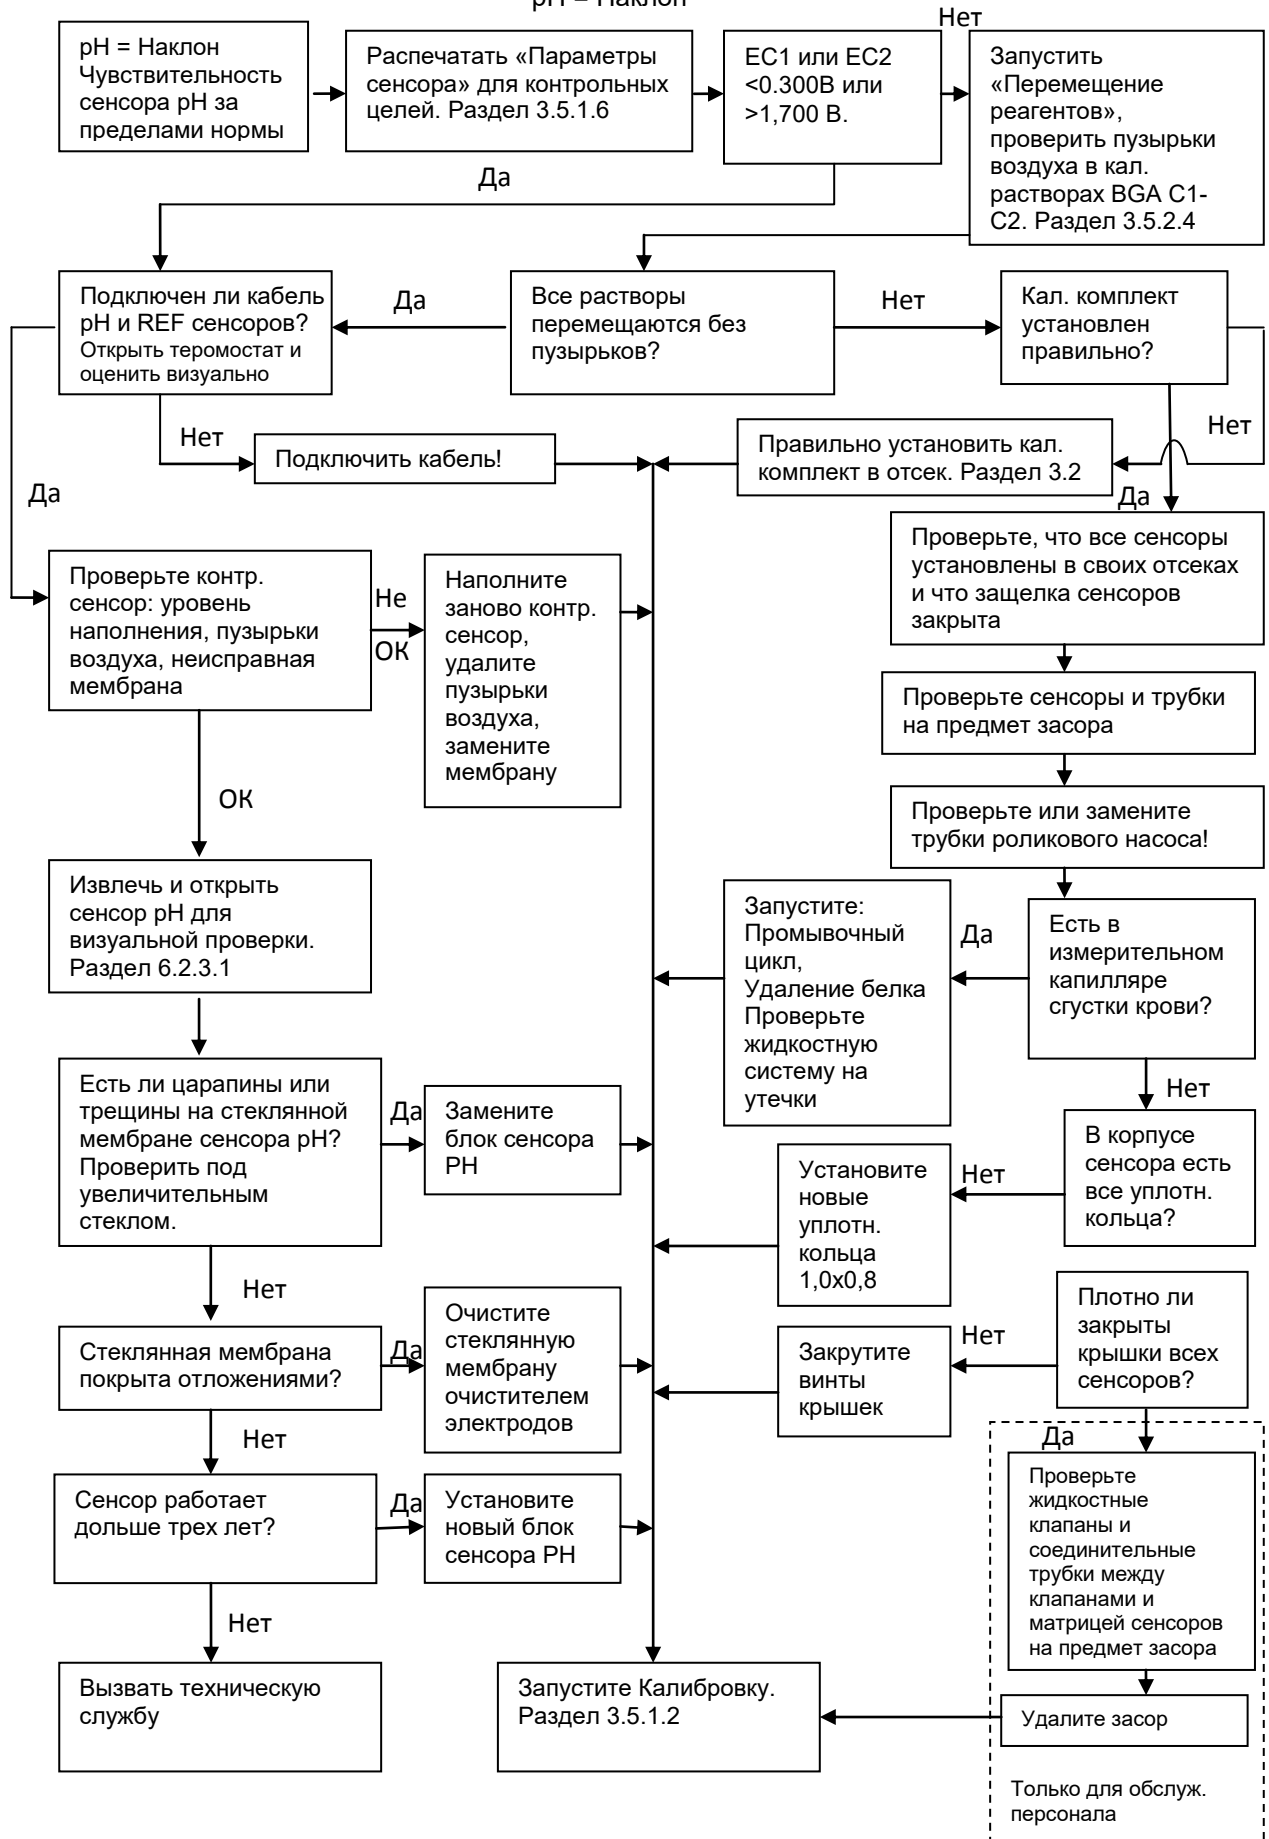 pH = Наклон
pH = Наклон
Чувствительность
сенсора pH за
пределами нормы
Распечатать «Параметры
сенсора» для контрольных
целей. Раздел 3.5.1.6
EC1 или EC2
<0.300В или
>1,700 В.
Нет
Запустить
«Перемещение
реагентов»,
проверить пузырьки
воздуха в кал.
растворах BGA C1-
C2. Раздел 3.5.2.4
Да
Подключен ли кабель
pH и REF сенсоров?
Открыть теромостат и
оценить визуально
Да
Все растворы
перемещаются без
пузырьков?
Нет
Кал. комплект
установлен
правильно?
Нет
Подключить кабель!
Правильно установить кал.
комплект в отсек. Раздел 3.2
Нет
Да
Да
Проверьте, что все сенсоры
установлены в своих отсеках
и что защелка сенсоров
закрыта
Проверьте контр.
сенсор: уровень
наполнения, пузырьки
воздуха, неисправная
мембрана
Не
ОК
Наполните
заново контр.
сенсор,
удалите
пузырьки
воздуха,
замените
мембрану
Проверьте сенсоры и трубки
на предмет засора
ОК
Проверьте или замените
трубки роликового насоса!
Извлечь и открыть
сенсор pH для
визуальной проверки.
Раздел 6.2.3.1
Запустите:
Промывочный
цикл,
Удаление белка
Проверьте
жидкостную
систему на
утечки
Да
Есть в
измерительном
капилляре
сгустки крови?
Нет
Есть ли царапины или
трещины на стеклянной
мембране сенсора pH?
Проверить под
увеличительным
стеклом.
Да
Замените
блок сенсора
PH
Установите
новые
уплотн.
кольца
1,0x0,8
Нет
В корпусе
сенсора есть
все уплотн.
кольца?
Нет
Стеклянная мембрана
покрыта отложениями?
Да
Очистите
стеклянную
мембрану
очистителем
электродов
Закрутите
винты
крышек
Нет
Плотно ли
закрыты
крышки всех
сенсоров?
Нет
Да
Сенсор работает
дольше трех лет?
Да
Установите
новый блок
сенсора PH
Проверьте
жидкостные
клапаны и
соединительные
трубки между
клапанами и
матрицей сенсоров
на предмет засора
Нет
Вызвать техническую
службу
Запустите Калибровку.
Раздел 3.5.1.2
Удалите засор
Только для обслуж.
персонала